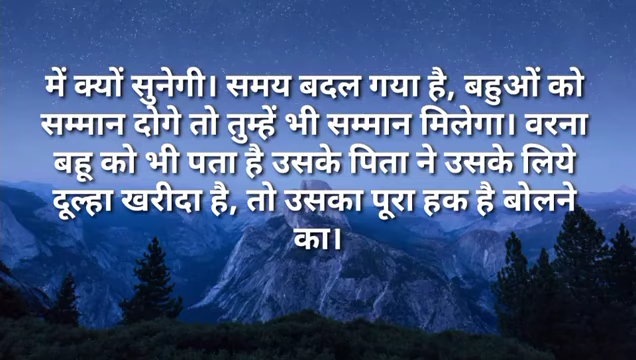 में क्यों सुनेगी। समय बदल गया है, बहुओं को
सम्मान दोगे तो तुम्हें भी सम्मान मिलेगा। वरना
बहू को भी पता है उसके पिता ने उसके लिये
दूल्हा खरीदा है, तो उसका पूरा हक है बोलने
का।